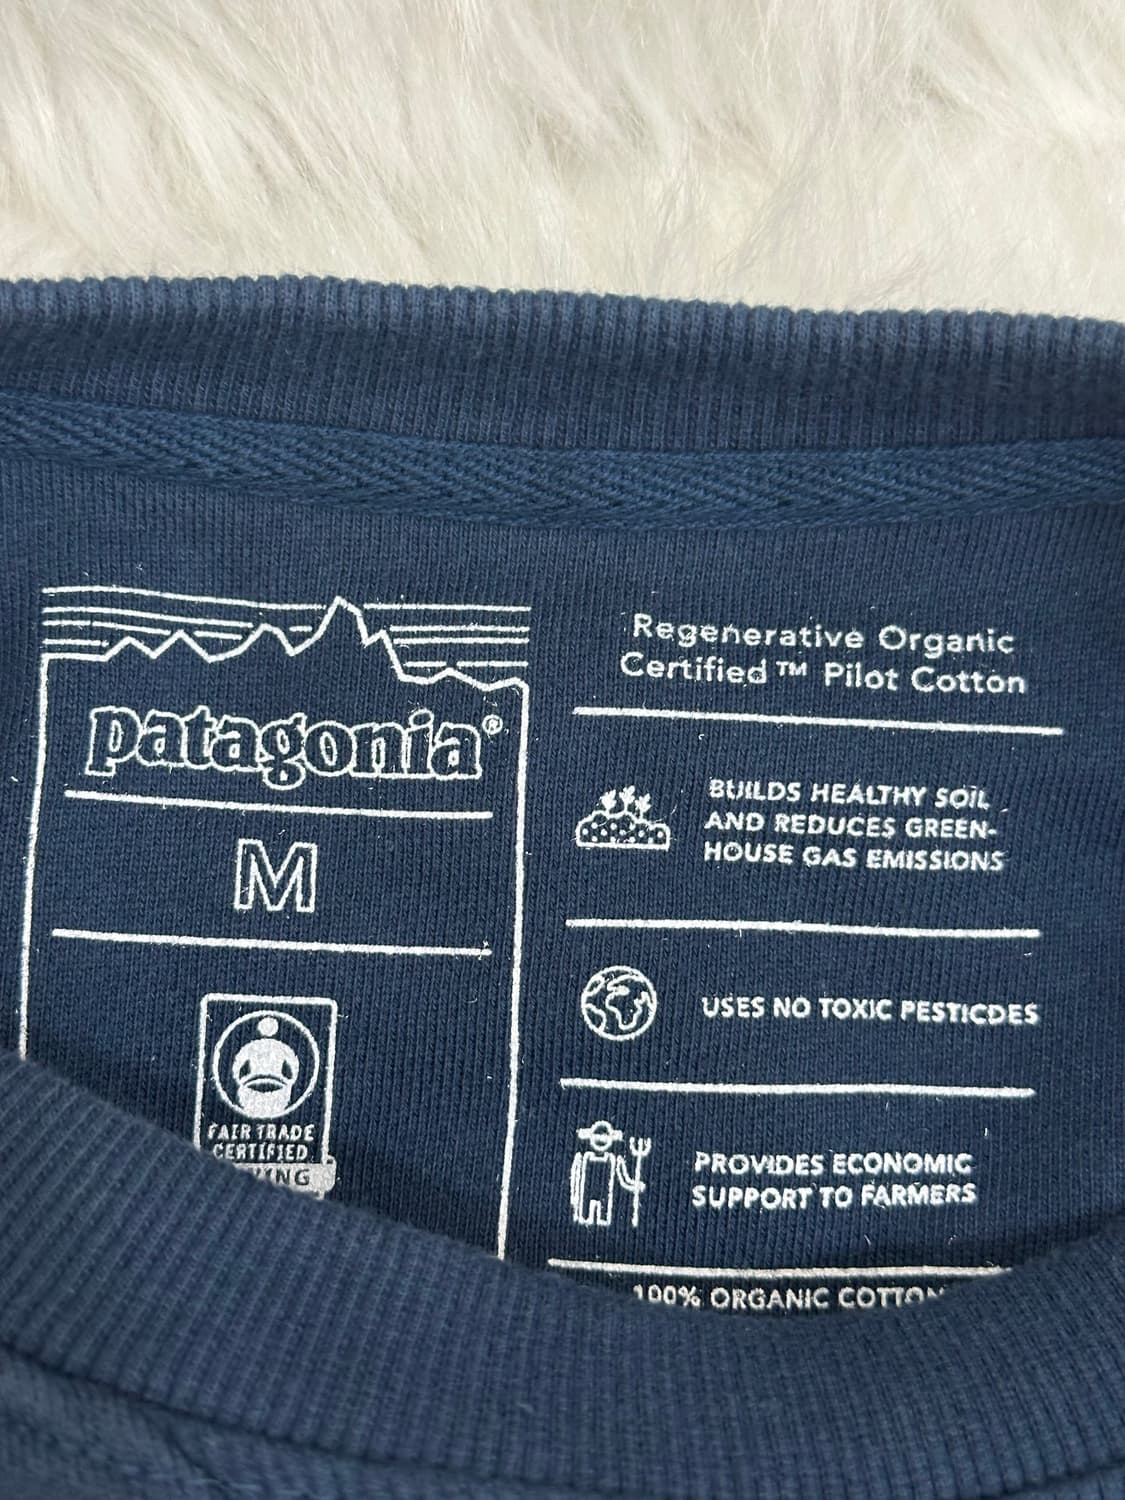 patagonia®
M
FAIR TRADE
CERTIFIED
Regenerative Organic
Certified™ Pilot Cotton
BUILDS HEALTHY SOIL
AND REDUCES GREEN-
HOUSE GAS EMISSIONS
USES NO TOXIC PESTICDES
PROVIDES ECONOMIC
SUPPORT TO FARMERS
100% ORGANIC COTTON